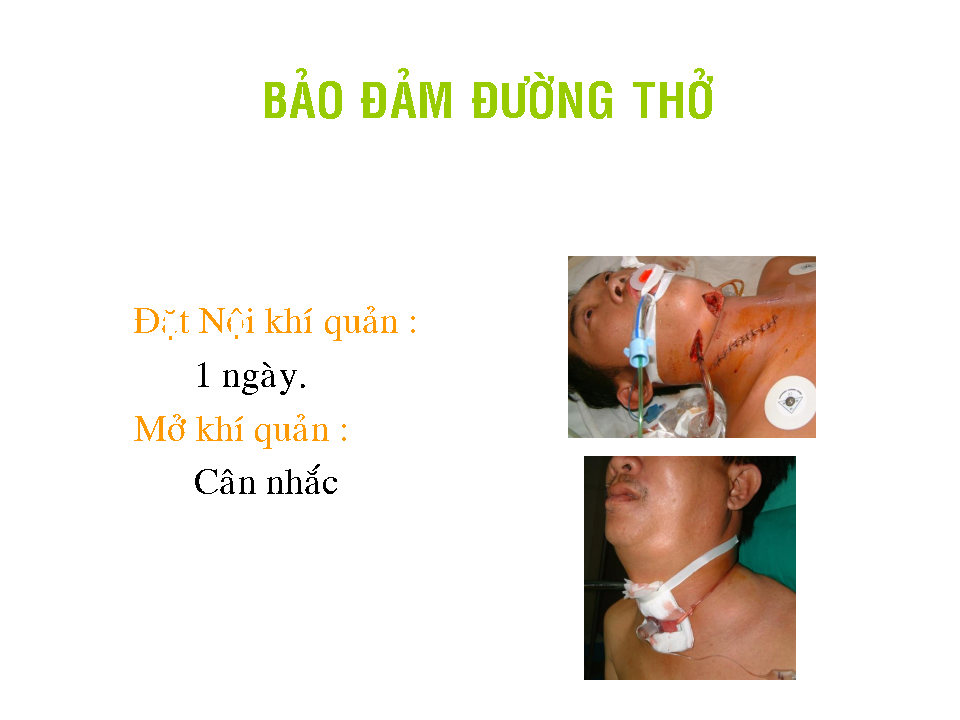 BẢO ĐẢM ĐƯỜNG THỞ
Đặt Nội khí quản :
1 ngày.
Mở khí quản :
Cân nhắc